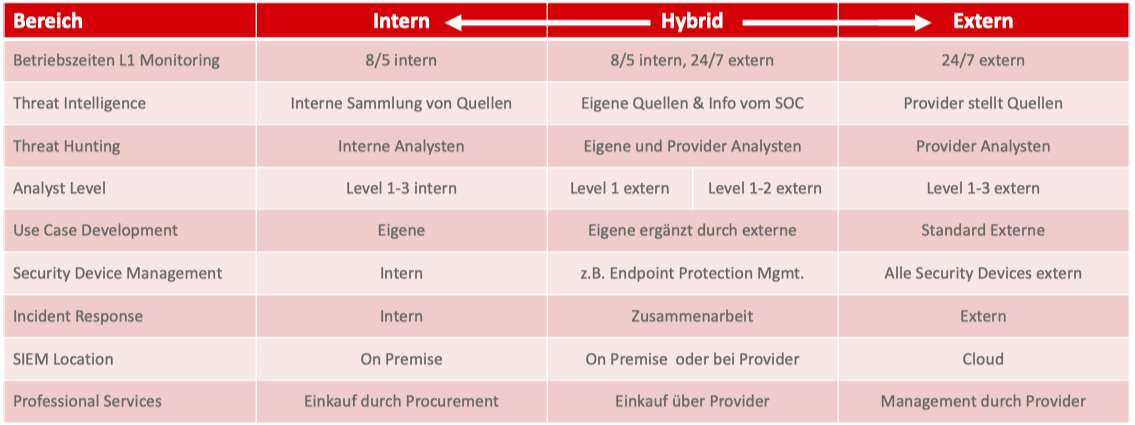 Bereich Intern Hybrid Extern
Betriebszeiten L1 Monitoring 8/5 intern 8/5 intern, 24/7 extern 24/7 extern
Threat Intelligence Interne Sammlung von Quellen Eigene Quellen & Info vom SOC Provider stellt Quellen
Threat Hunting Interne Analysten Eigene und Provider Analysten Provider Analysten
Analyst Level Level 1-3 intern Level 1 extern Level 1-2 extern Level 1-3 extern
Use Case Development Eigene Eigene ergänzt durch externe Standard Externe
Security Device Management Intern z.B. Endpoint Protection Mgmt. Alle Security Devices extern
Incident Response Intern Zusammenarbeit Extern
SIEM Location On Premise On Premise oder bei Provider Cloud
Professional Services Einkauf durch Procurement Einkauf über Provider Management durch Provider